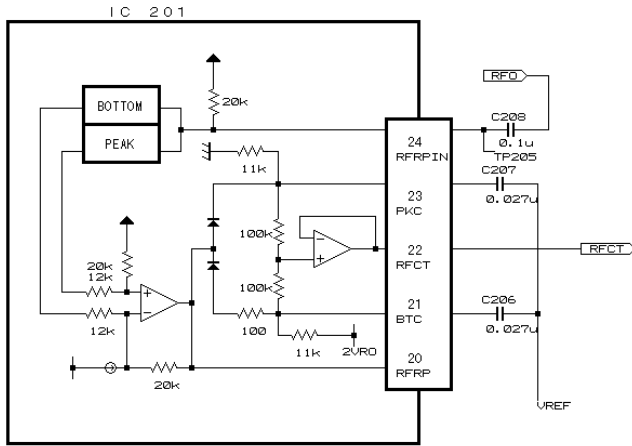 IC 201
RFO
BOTTOM
PEAK
20k
C208
0.1u
24
RFRPIN
TP205
11k
C207
0.027u
23
PKC
100k
−
+
22
RFCT
RFCT
20k
12k
+
−
12k
100k
100
21
BTC
C206
0.027u
11k
2VRO
20
RFRP
20k
VREF